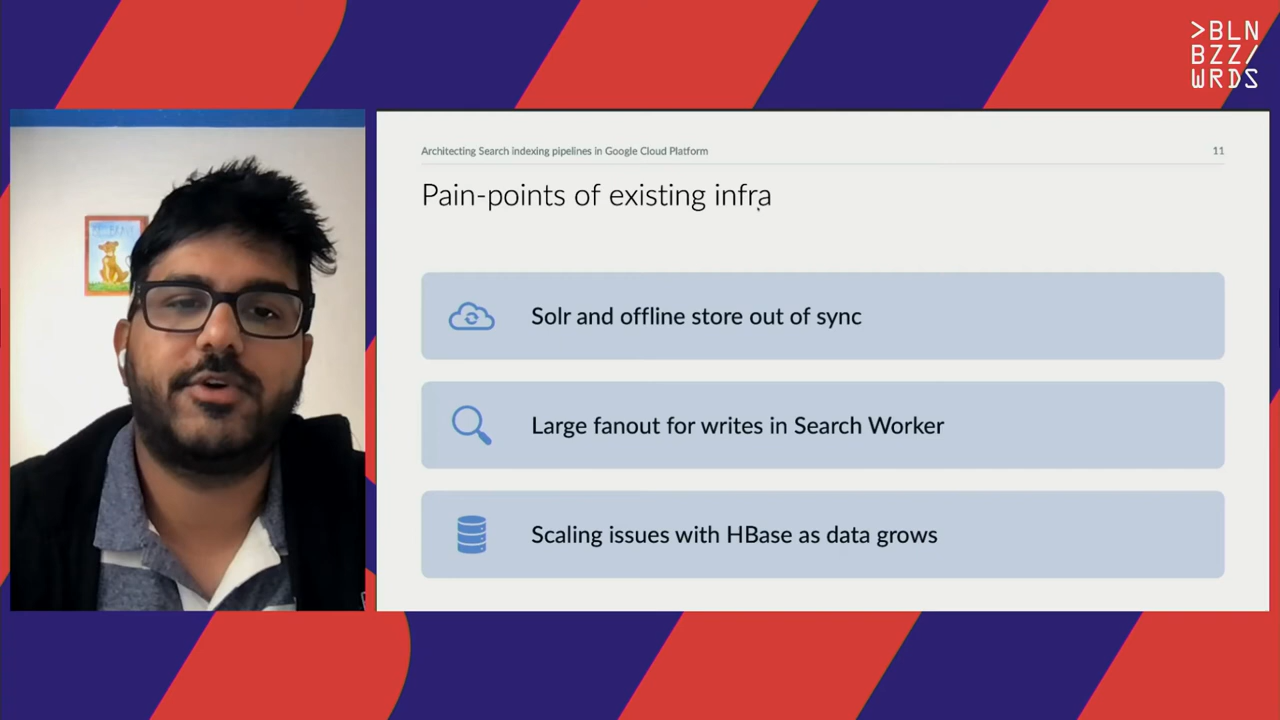 >BLN
BZZ/
WRDS
Architecting Search indexing pipelines in Google Cloud Platform
11
Pain-points of existing infra
Solr and offline store out of sync
Large fanout for writes in Search Worker
Scaling issues with HBase as data grows